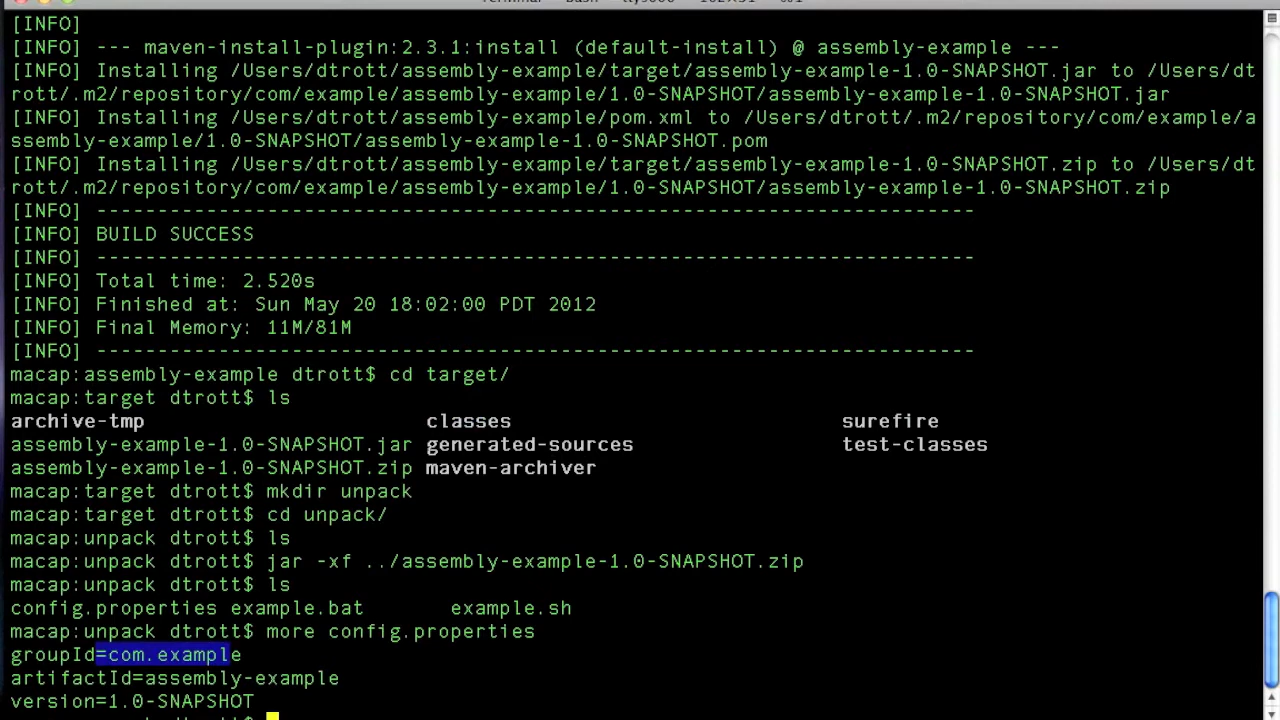 [INFO]
[INFO] --- maven-install-plugin:2.3.1:install (default-install) @ assembly-example ---
[INFO] Installing /Users/dtrott/assembly-example/target/assembly-example-1.0-SNAPSHOT.jar to /Users/dt
rott/.m2/repository/com/example/assembly-example/1.0-SNAPSHOT/assembly-example-1.0-SNAPSHOT.jar
[INFO] Installing /Users/dtrott/assembly-example/pom.xml to /Users/dtrott/.m2/repository/com/example/a
ssembly-example/1.0-SNAPSHOT/assembly-example-1.0-SNAPSHOT.pom
[INFO] Installing /Users/dtrott/assembly-example/target/assembly-example-1.0-SNAPSHOT.zip to /Users/dt
rott/.m2/repository/com/example/assembly-example/1.0-SNAPSHOT/assembly-example-1.0-SNAPSHOT.zip
[INFO] ------------------------------------------------------------------------
[INFO] BUILD SUCCESS
[INFO] ------------------------------------------------------------------------
[INFO] Total time: 2.520s
[INFO] Finished at: Sun May 20 18:02:00 PDT 2012
[INFO] Final Memory: 11M/81M
[INFO] ------------------------------------------------------------------------
macap:assembly-example dtrott$ cd target/
macap:target dtrott$ ls
archive-tmp classes surefire
assembly-example-1.0-SNAPSHOT.jar generated-sources test-classes
assembly-example-1.0-SNAPSHOT.zip maven-archiver
macap:target dtrott$ mkdir unpack
macap:target dtrott$ cd unpack/
macap:unpack dtrott$ ls
macap:unpack dtrott$ jar -xf ../assembly-example-1.0-SNAPSHOT.zip
macap:unpack dtrott$ ls
config.properties example.bat example.sh
macap:unpack dtrott$ more config.properties
groupId=com.example
artifactId=assembly-example
version=1.0-SNAPSHOT